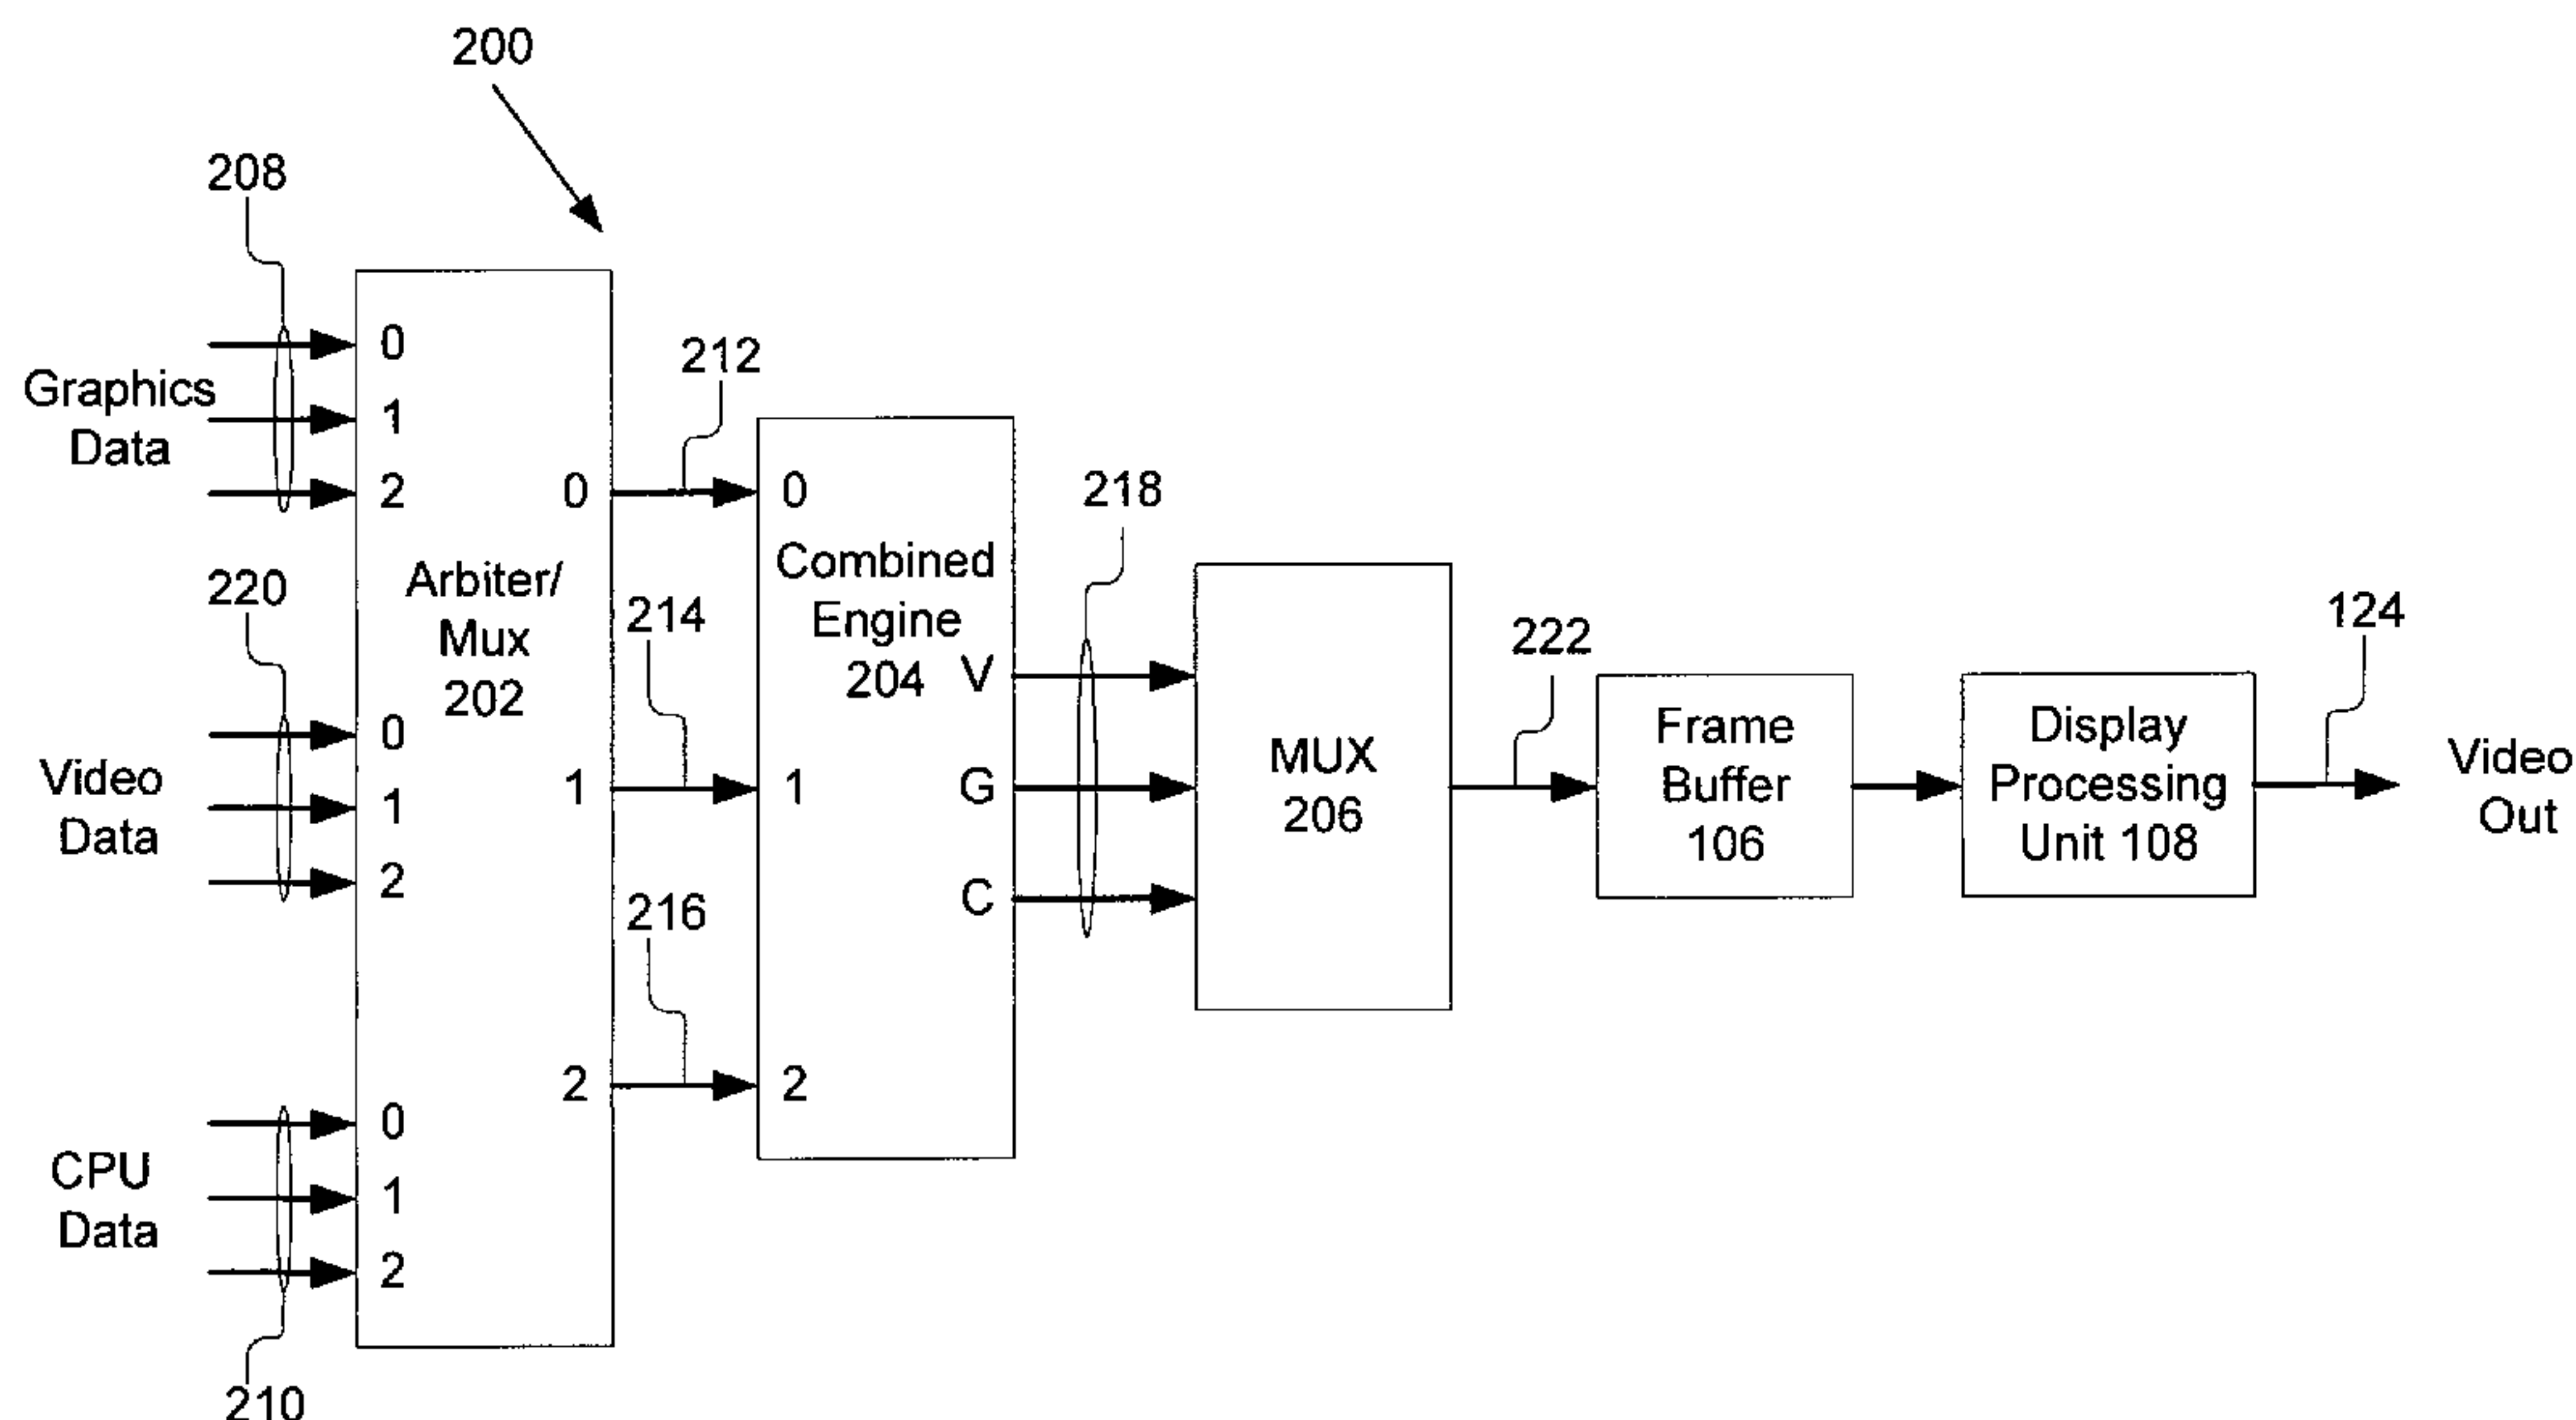 200
208
Graphics
Data
0
1
2
220
Video
Data
0
1
2
CPU
Data
0
1
2
210
Arbiter/
Mux
202
0
1
2
212
214
216
0
1
2
Combined
Engine
204
V
G
C
218
MUX
206
222
Frame
Buffer
106
Display
Processing
Unit 108
124
Video
Out